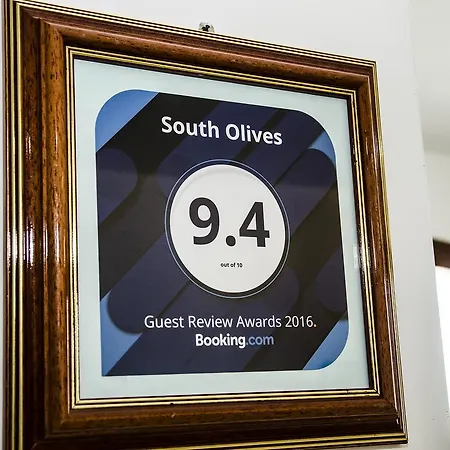 South Olives
9.4
out of 10
Guest Review Awards 2016.
Booking.com